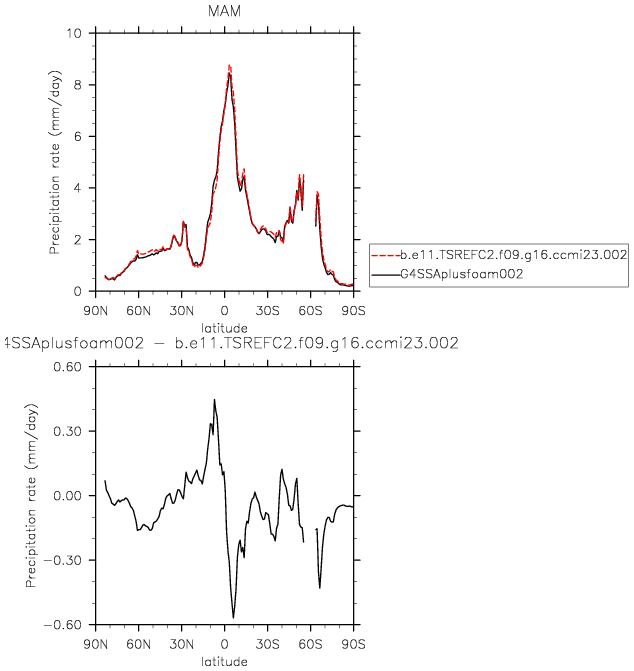 MAM
10
8
6
4
2
0
Precipitation rate (mm/day)
90N 60N 30N 0 30S 60S 90S
latitude
b.e11.TSREFC2.f09.g16.ccmi23.002
G4SSAplusfoam002
4SSAplusfoam002 − b.e11.TSREFC2.f09.g16.ccmi23.002
0.60
0.30
0.00
−0.30
−0.60
Precipitation rate (mm/day)
90N 60N 30N 0 30S 60S 90S
latitude